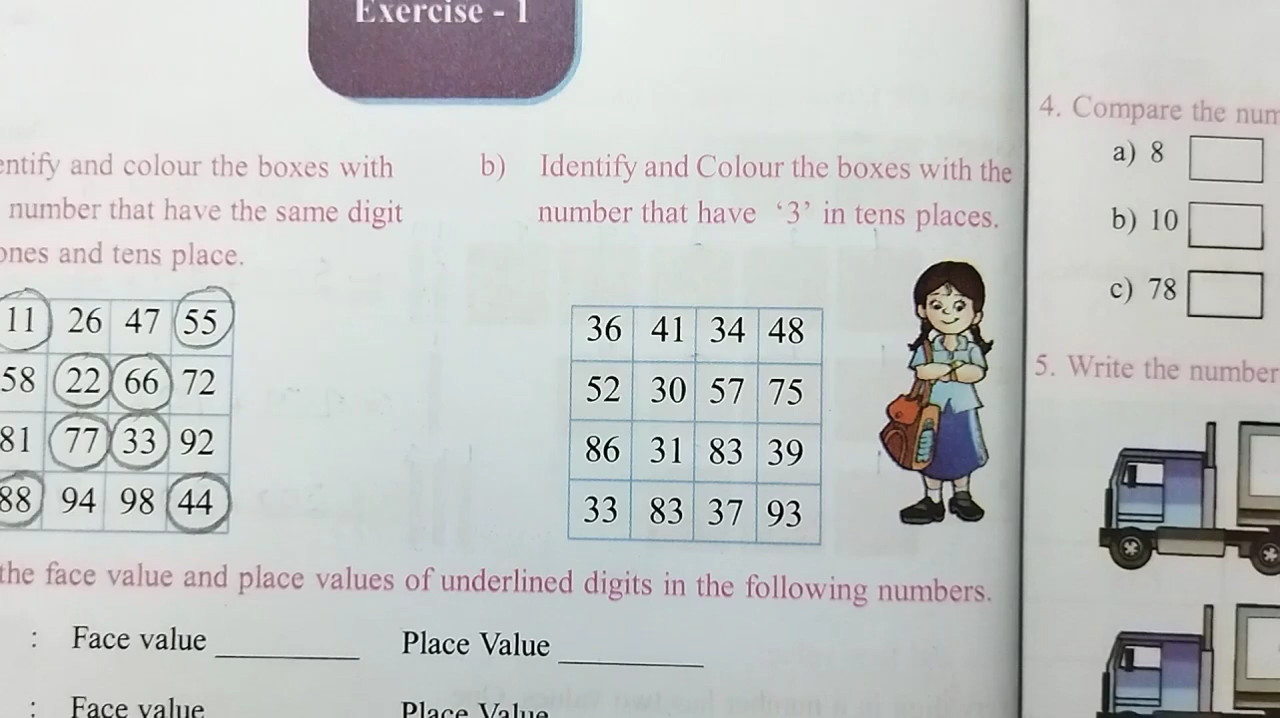 Exercise - 1
entify and colour the boxes with
number that have the same digit
ones and tens place.
11 26 47 55
58 22 66 72
81 77 33 92
88 94 98 44
b) Identify and Colour the boxes with the
number that have ‘3’ in tens places.
36 41 34 48
52 30 57 75
86 31 83 39
33 83 37 93
the face value and place values of underlined digits in the following numbers.
: Face value Place Value
: Face value Place Value
4. Compare the num
a) 8
b) 10
c) 78
5. Write the number